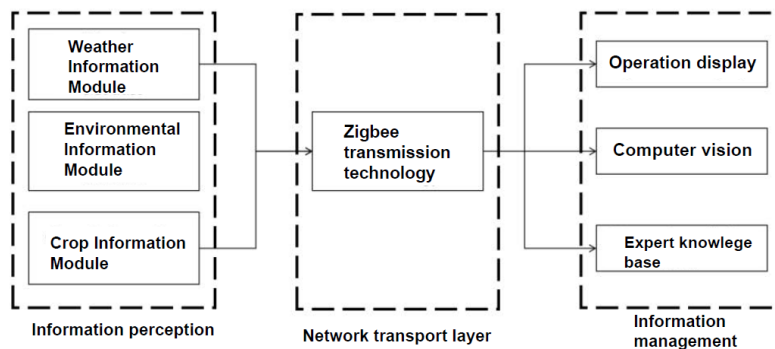 Weather
Information
Module
Environmental
Information
Module
Crop Information
Module
Information perception
Zigbee
transmission
technology
Network transport layer
Operation display
Computer vision
Expert knowlege
base
Information
management